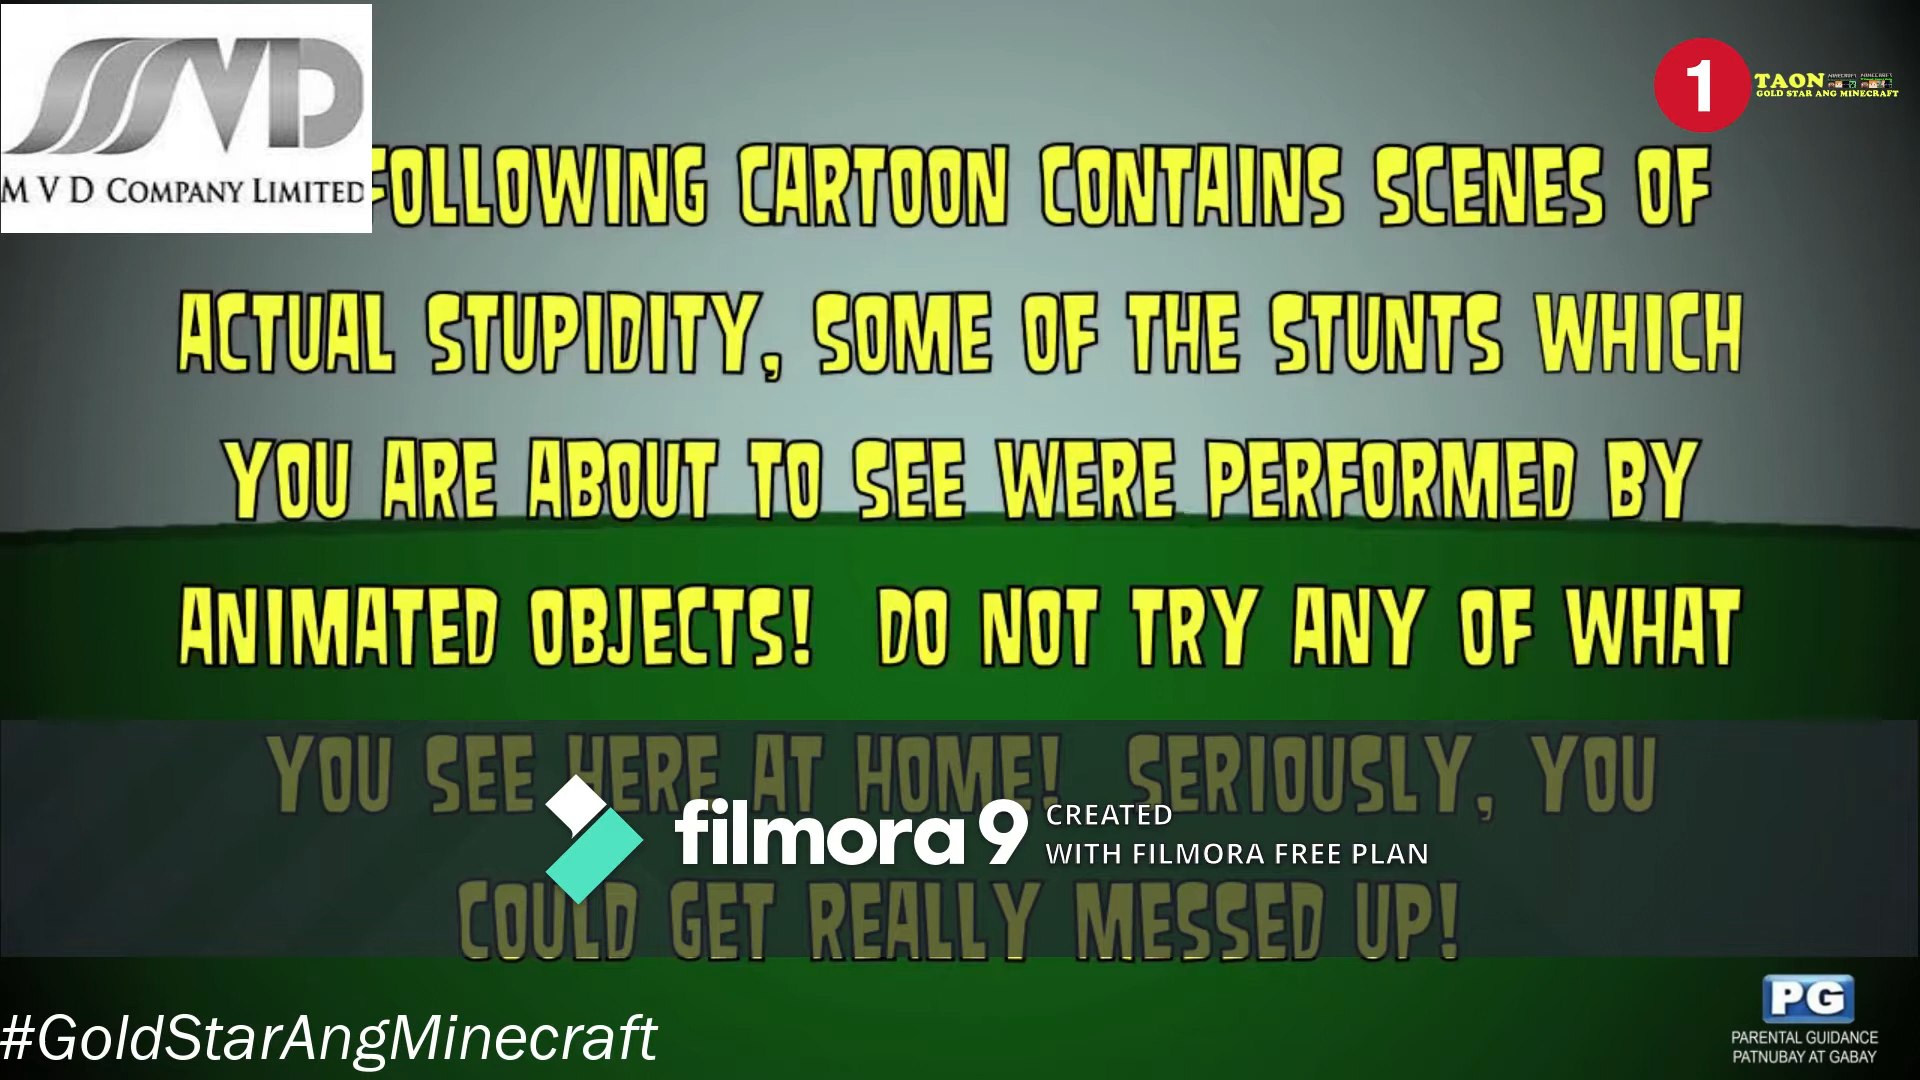 MVD
M V D COMPANY LIMITED
1
TAON
GOLD STAR ANG MINECRAFT
FOLLOWING CARTOON CONTAINS SCENES OF
ACTUAL STUPIDITY, SOME OF THE STUNTS WHICH
YOU ARE ABOUT TO SEE WERE PERFORMED BY
ANIMATED OBJECTS! DO NOT TRY ANY OF WHAT
YOU SEE HERE AT HOME! SERIOUSLY, YOU
COULD GET REALLY MESSED UP!
filmora9
CREATED
WITH FILMORA FREE PLAN
#GoldStarAngMinecraft
PG
PARENTAL GUIDANCE
PATNUBAY AT GABAY